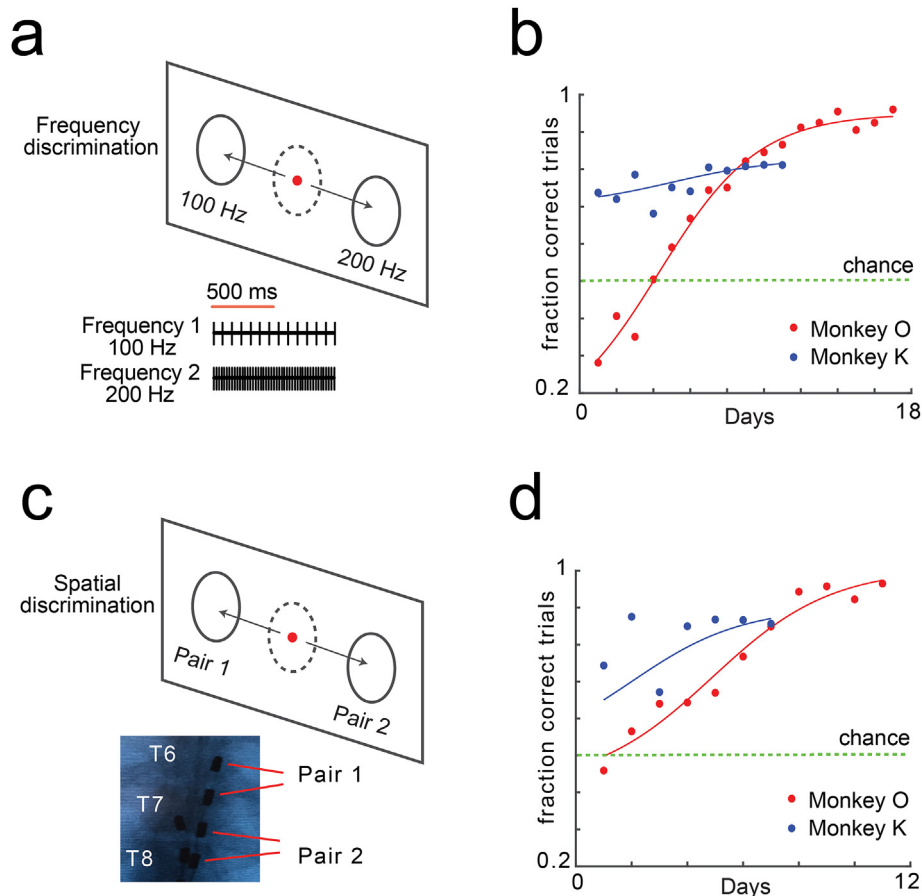 a
Frequency
discrimination
100 Hz
200 Hz
500 ms
Frequency 1
100 Hz
Frequency 2
200 Hz
b
fraction correct trials
1
0.2
chance
Monkey O
Monkey K
0
Days
18
c
Spatial
discrimination
Pair 1
Pair 2
T6
T7
T8
Pair 1
Pair 2
d
fraction correct trials
1
0.2
chance
Monkey O
Monkey K
0
Days
12